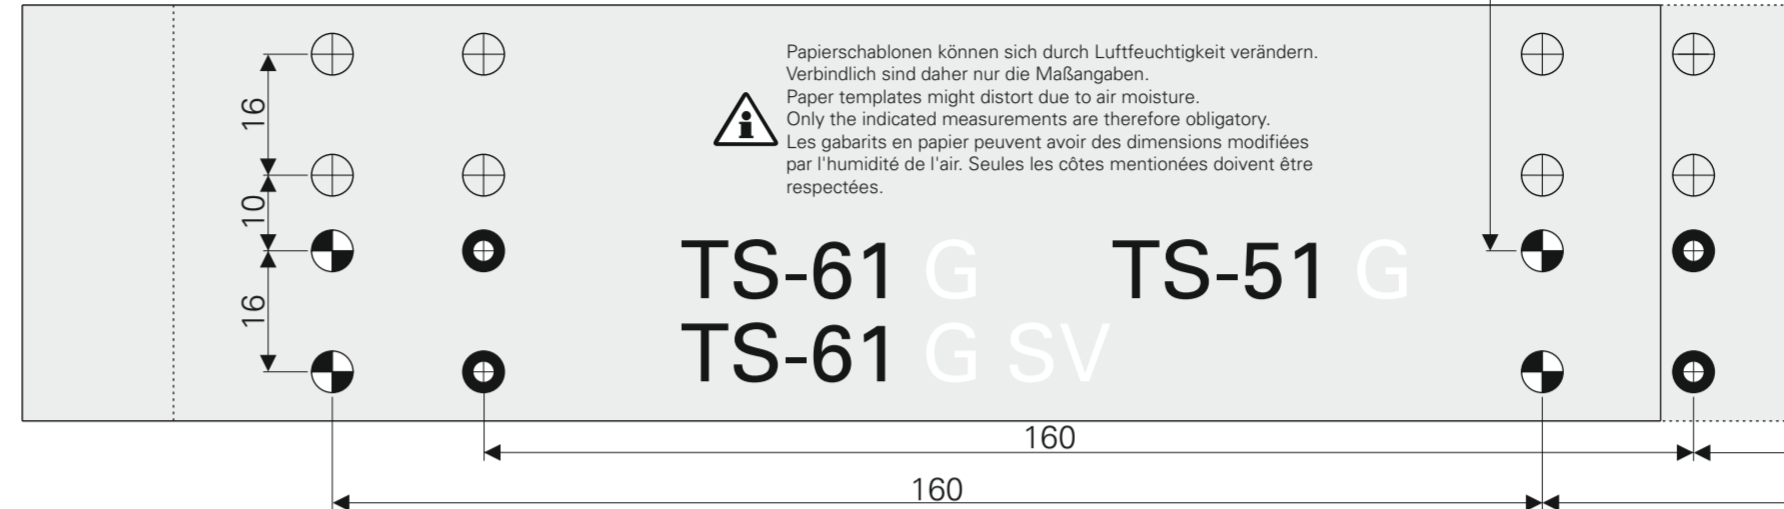 Papierschablonen können sich durch Luftfeuchtigkeit verändern.
Verbindlich sind daher nur die Maßangaben.
Paper templates might distort due to air moisture.
Only the indicated measurements are therefore obligatory.
Les gabarits en papier peuvent avoir des dimensions modifiées
par l'humidité de l'air. Seules les côtes mentionées doivent être
respectées.
16
10
16
TS-61 G
TS-51 G
TS-61 G SV
160
160